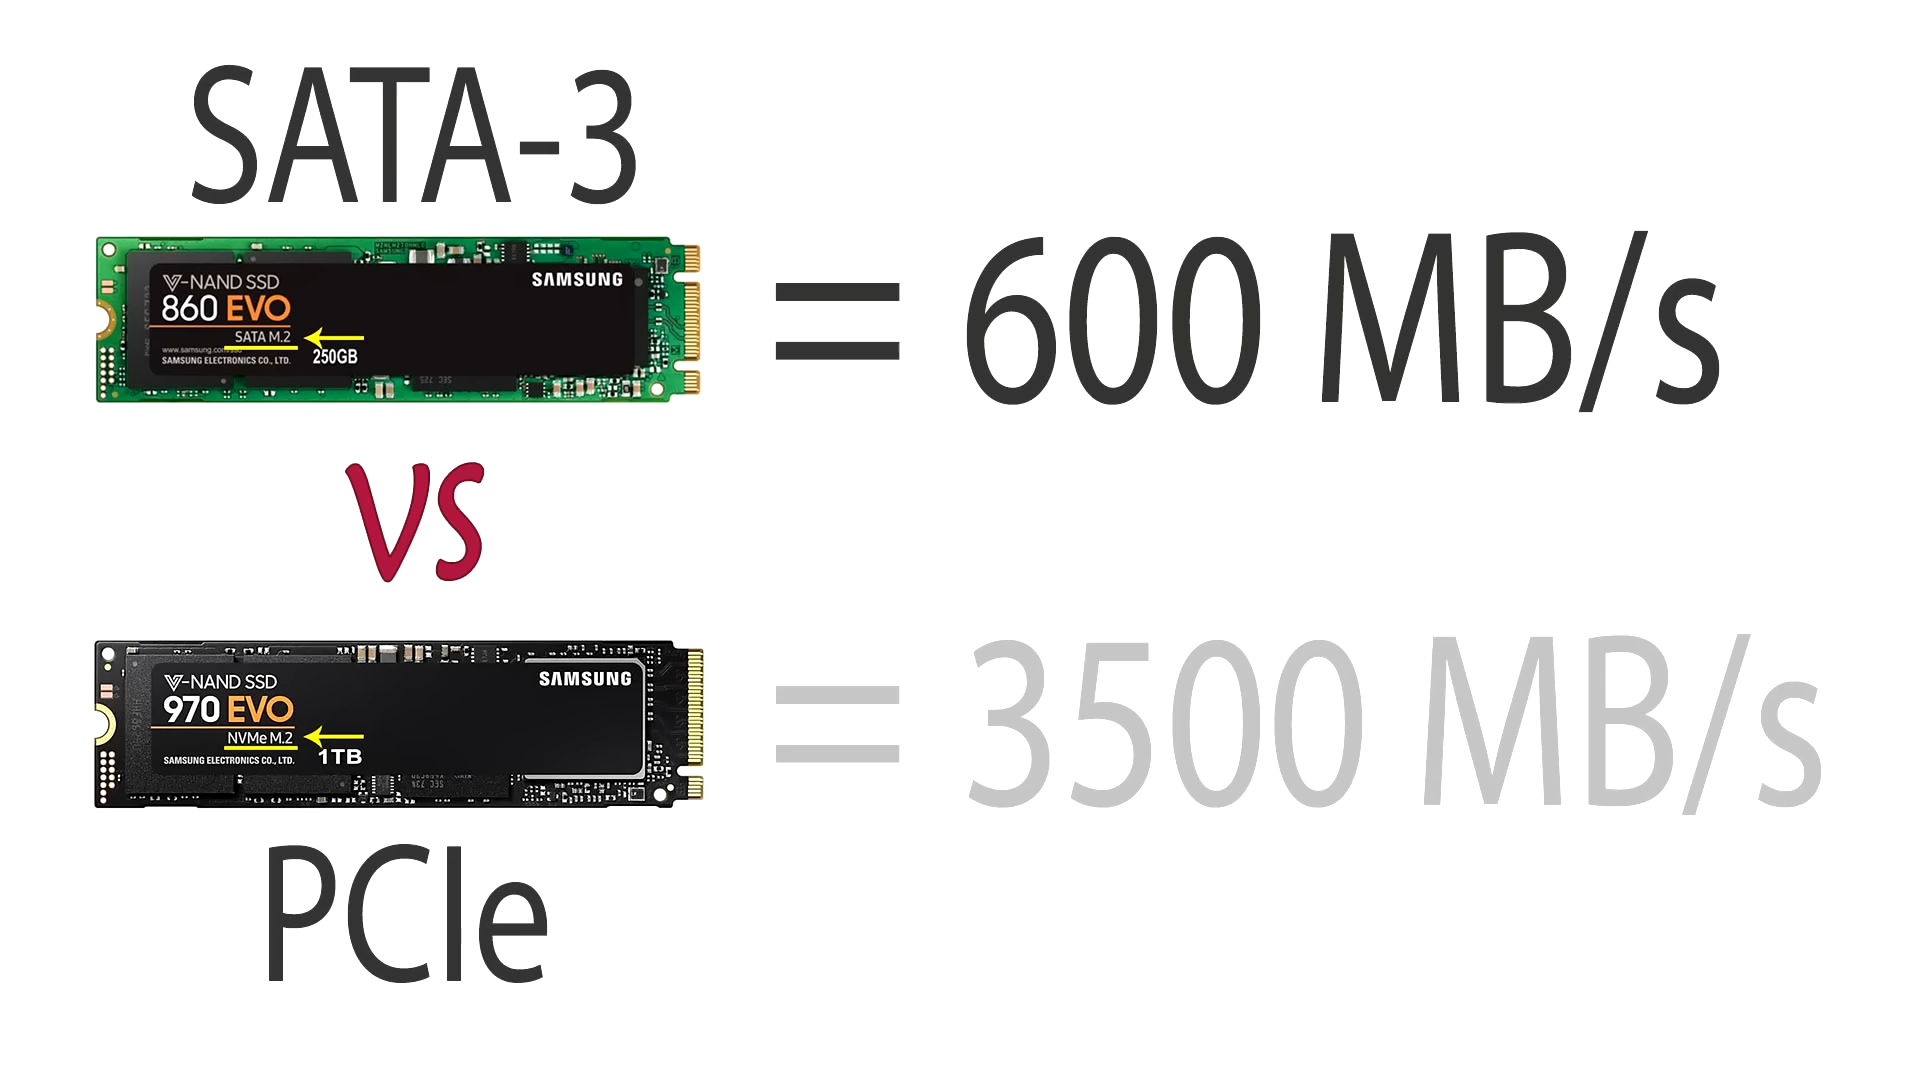 SATA-3
V-NAND SSD
860 EVO
SATA M.2
250GB
SAMSUNG ELECTRONICS CO., LTD.
SAMSUNG
= 600 MB/s
VS
V-NAND SSD
970 EVO
NVMe M.2
1TB
SAMSUNG ELECTRONICS CO., LTD.
SAMSUNG
= 3500 MB/s
PCIe